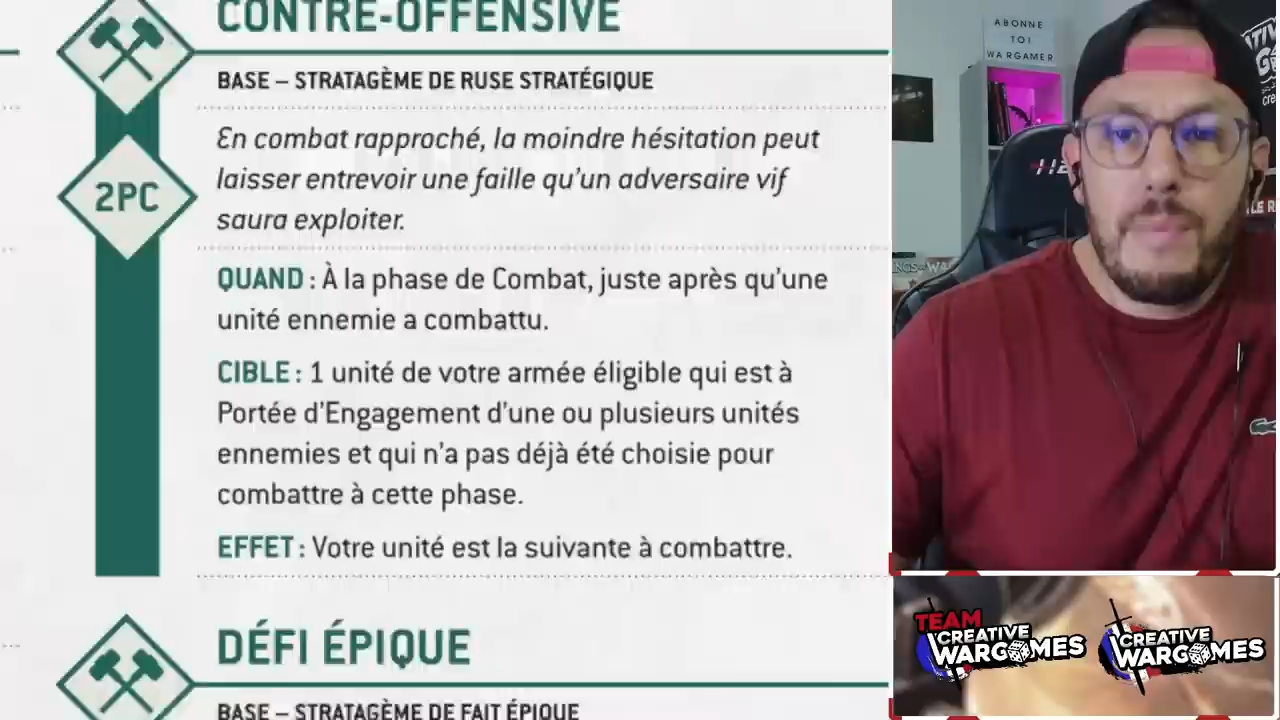 CONTRE-OFFENSIVE
BASE – STRATAGÈME DE RUSE STRATÉGIQUE
En combat rapproché, la moindre hésitation peut
laisser entrevoir une faille qu'un adversaire vif
saura exploiter.
2PC
QUAND : À la phase de Combat, juste après qu'une
unité ennemie a combattu.
CIBLE : 1 unité de votre armée éligible qui est à
Portée d'Engagement d'une ou plusieurs unités
ennemies et qui n'a pas déjà été choisie pour
combattre à cette phase.
EFFET : Votre unité est la suivante à combattre.
DÉFI ÉPIQUE
BASE – STRATAGÈME DE FAIT ÉPIQUE
ABONNE
TOI
WARGAMER
TEAM
CREATIVE
WARGAMES
CREATIVE
WARGAMES